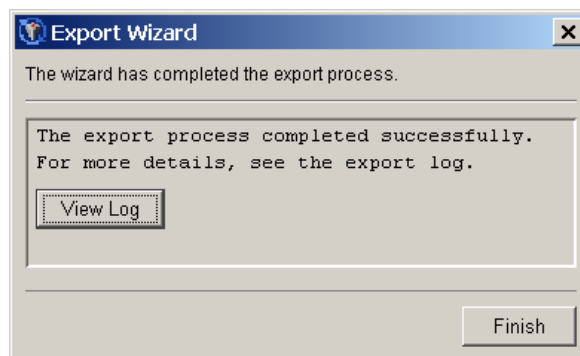 Export Wizard
The wizard has completed the export process.
The export process completed successfully.
For more details, see the export log.
View Log
Finish